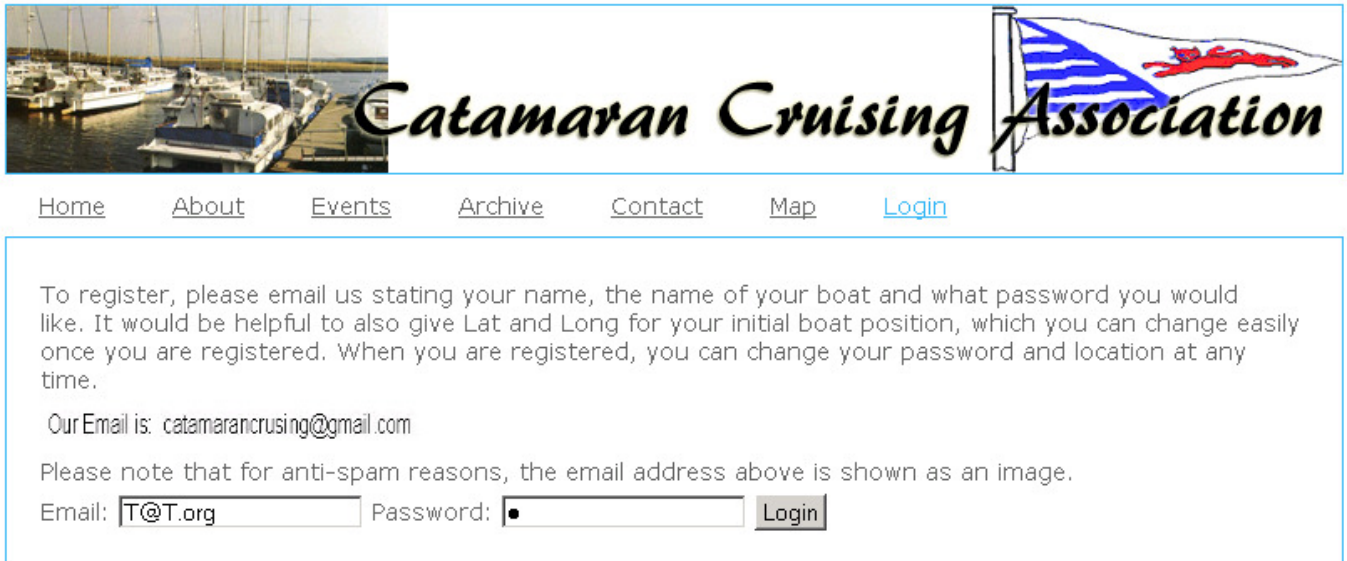 Catamaran Cruising Association
Home About Events Archive Contact Map Login
To register, please email us stating your name, the name of your boat and what password you would
like. It would be helpful to also give Lat and Long for your initial boat position, which you can change easily
once you are registered. When you are registered, you can change your password and location at any
time.
Our Email is: catamarancrusing@gmail.com
Please note that for anti-spam reasons, the email address above is shown as an image.
Email: T@T.org Password: ● Login